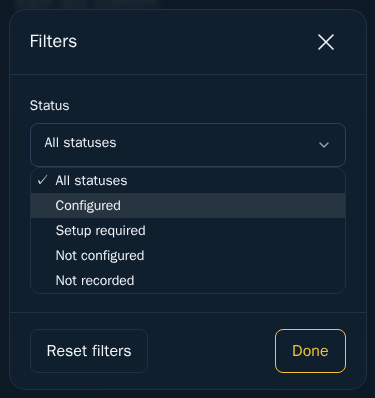 Filters
Status
All statuses
✓ All statuses
Configured
Setup required
Not configured
Not recorded
Reset filters
Done